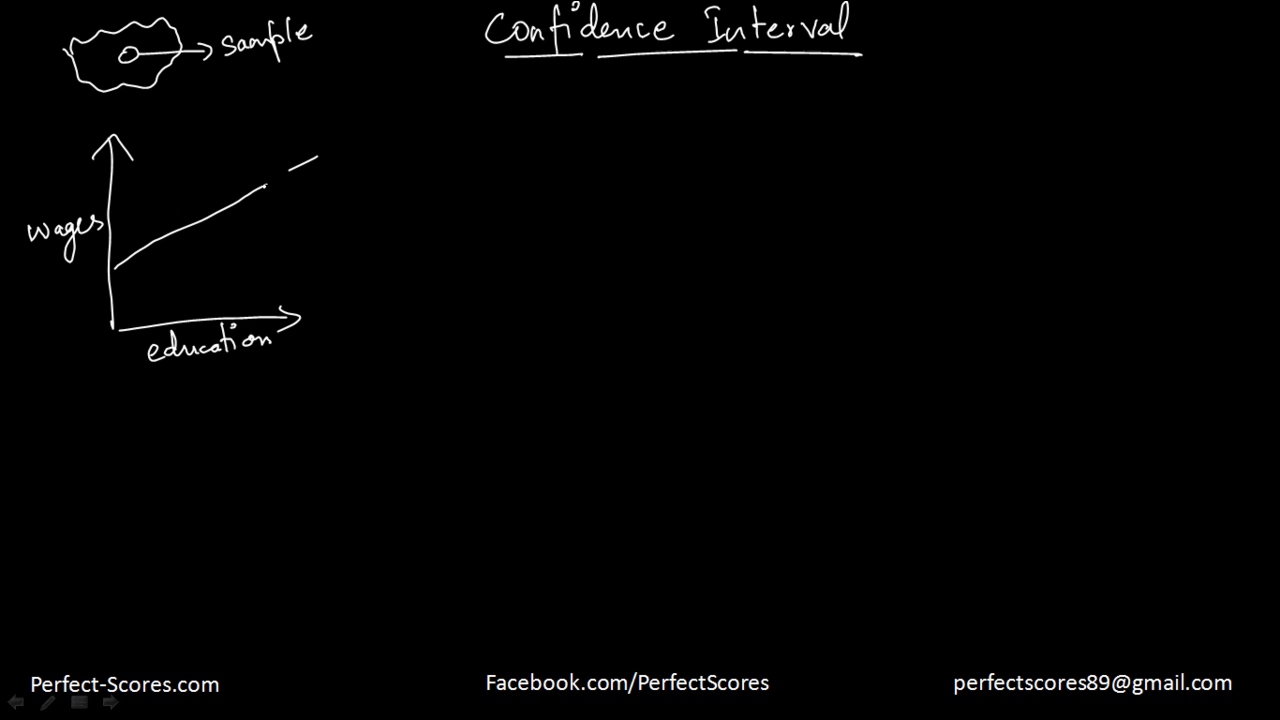 Confidence Interval
sample
wages
education
Perfect-Scores.com
Facebook.com/PerfectScores
perfectscores89@gmail.com